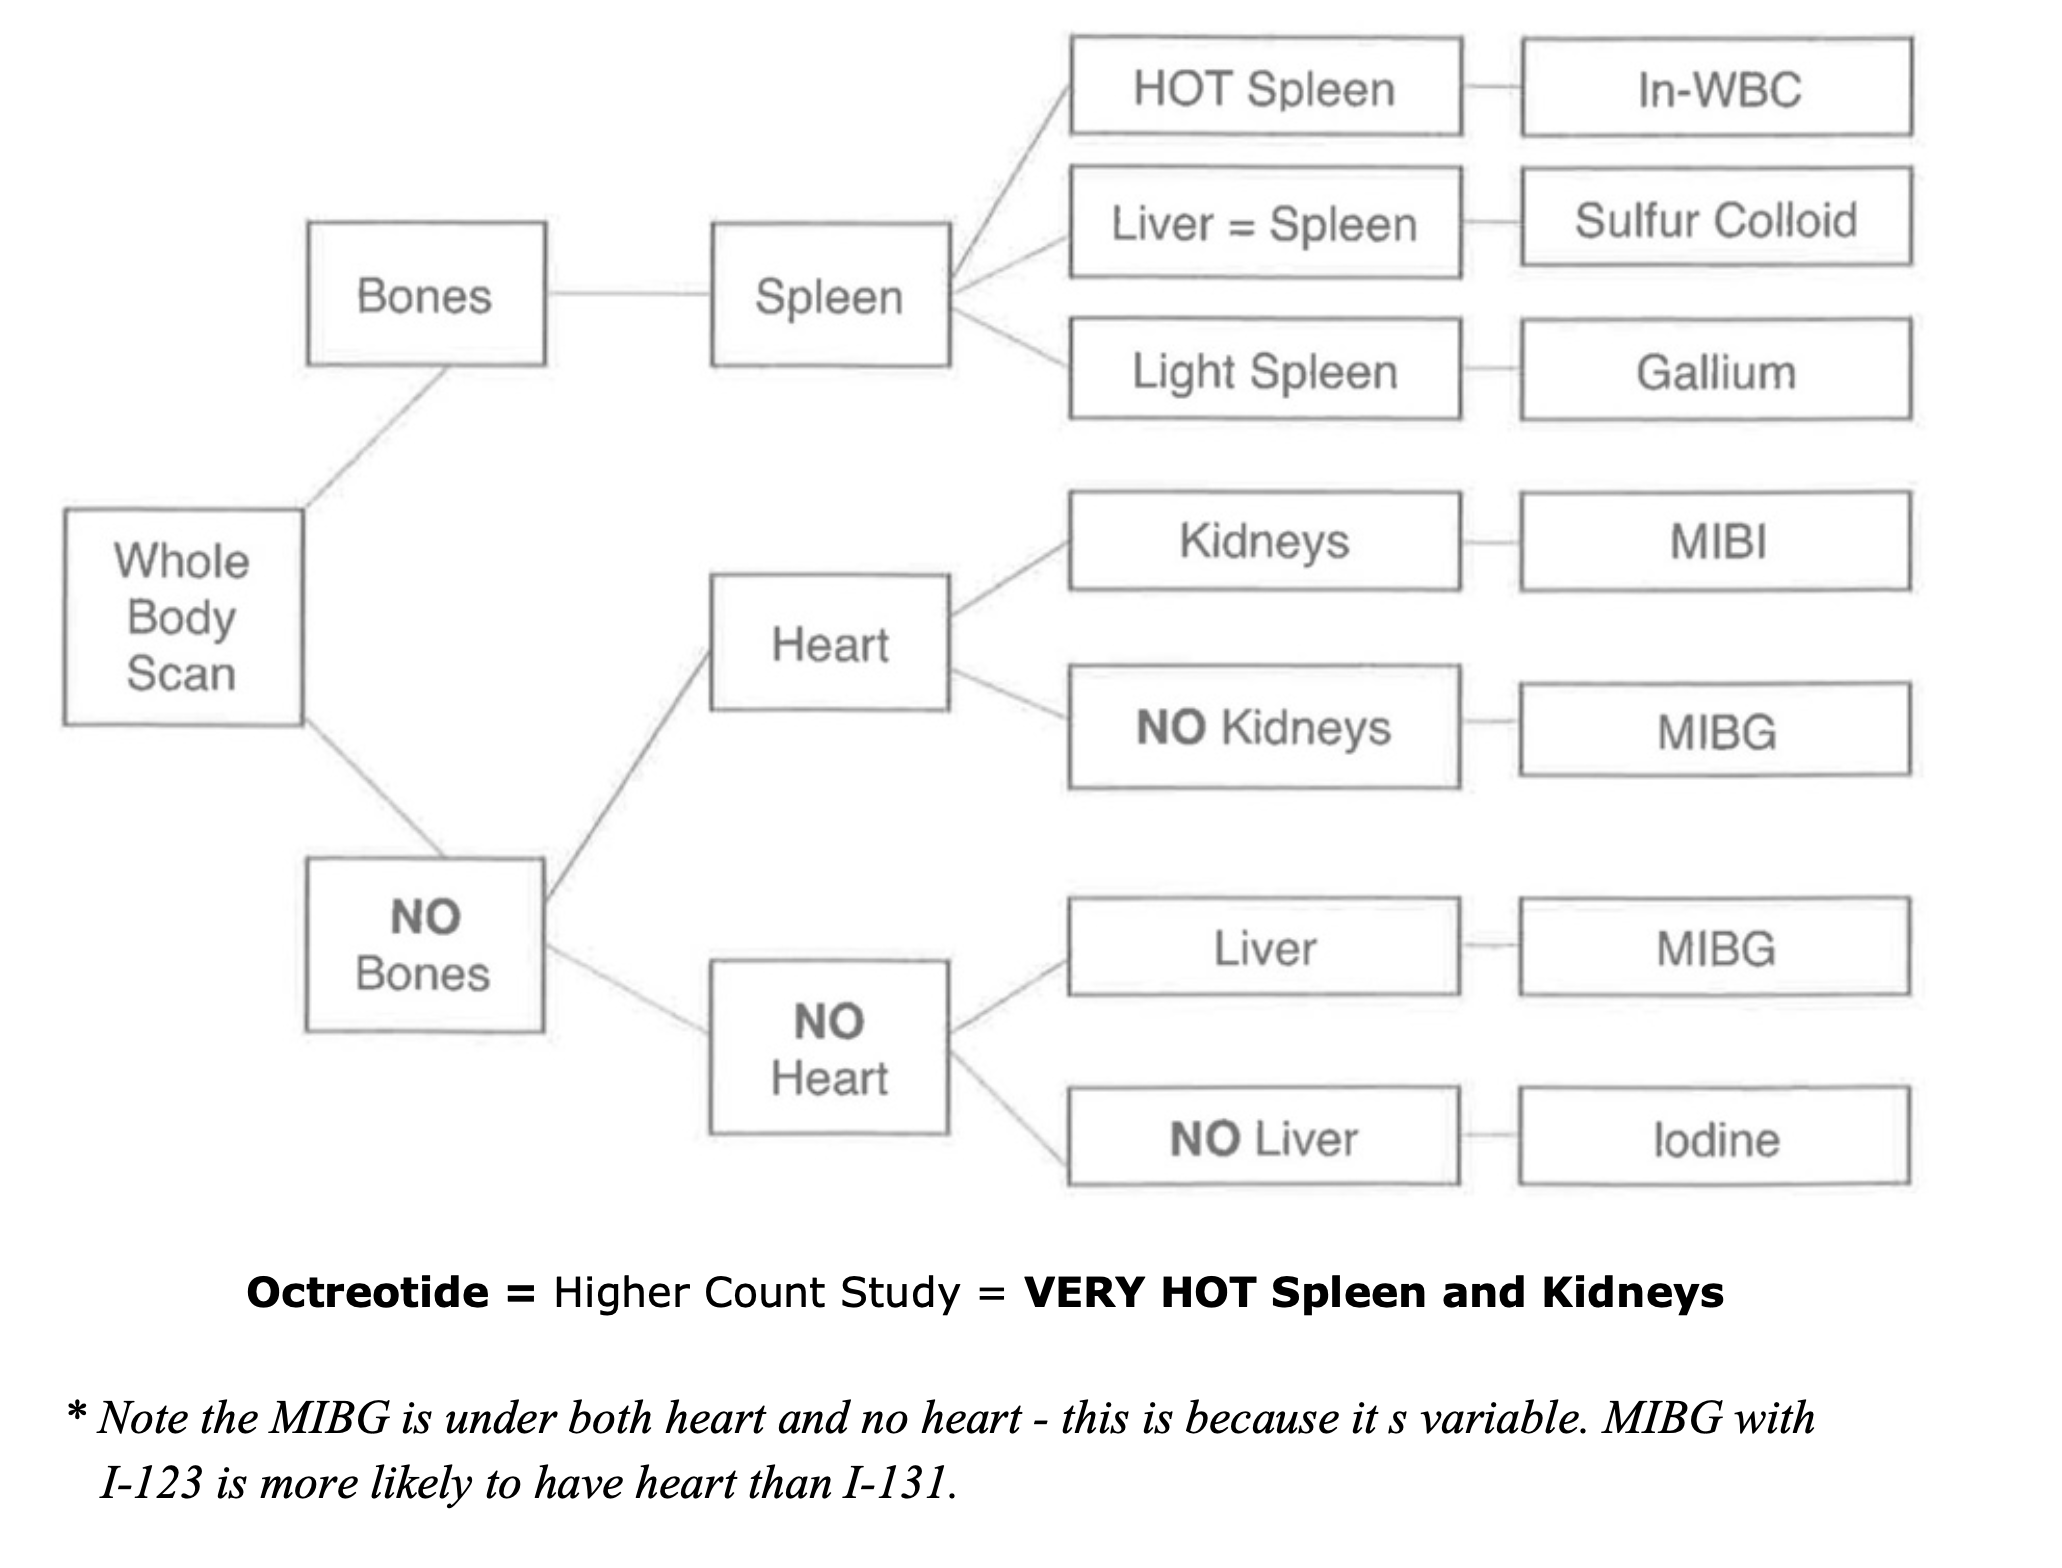 HOT Spleen
In-WBC
Liver = Spleen
Sulfur Colloid
Bones
Spleen
Light Spleen
Gallium
Whole
Body
Scan
Kidneys
MIBI
Heart
NO Kidneys
MIBG
NO
Bones
Liver
MIBG
NO
Heart
NO Liver
Iodine
Octreotide = Higher Count Study = VERY HOT Spleen and Kidneys
* Note the MIBG is under both heart and no heart - this is because it s variable. MIBG with
I-123 is more likely to have heart than I-131.